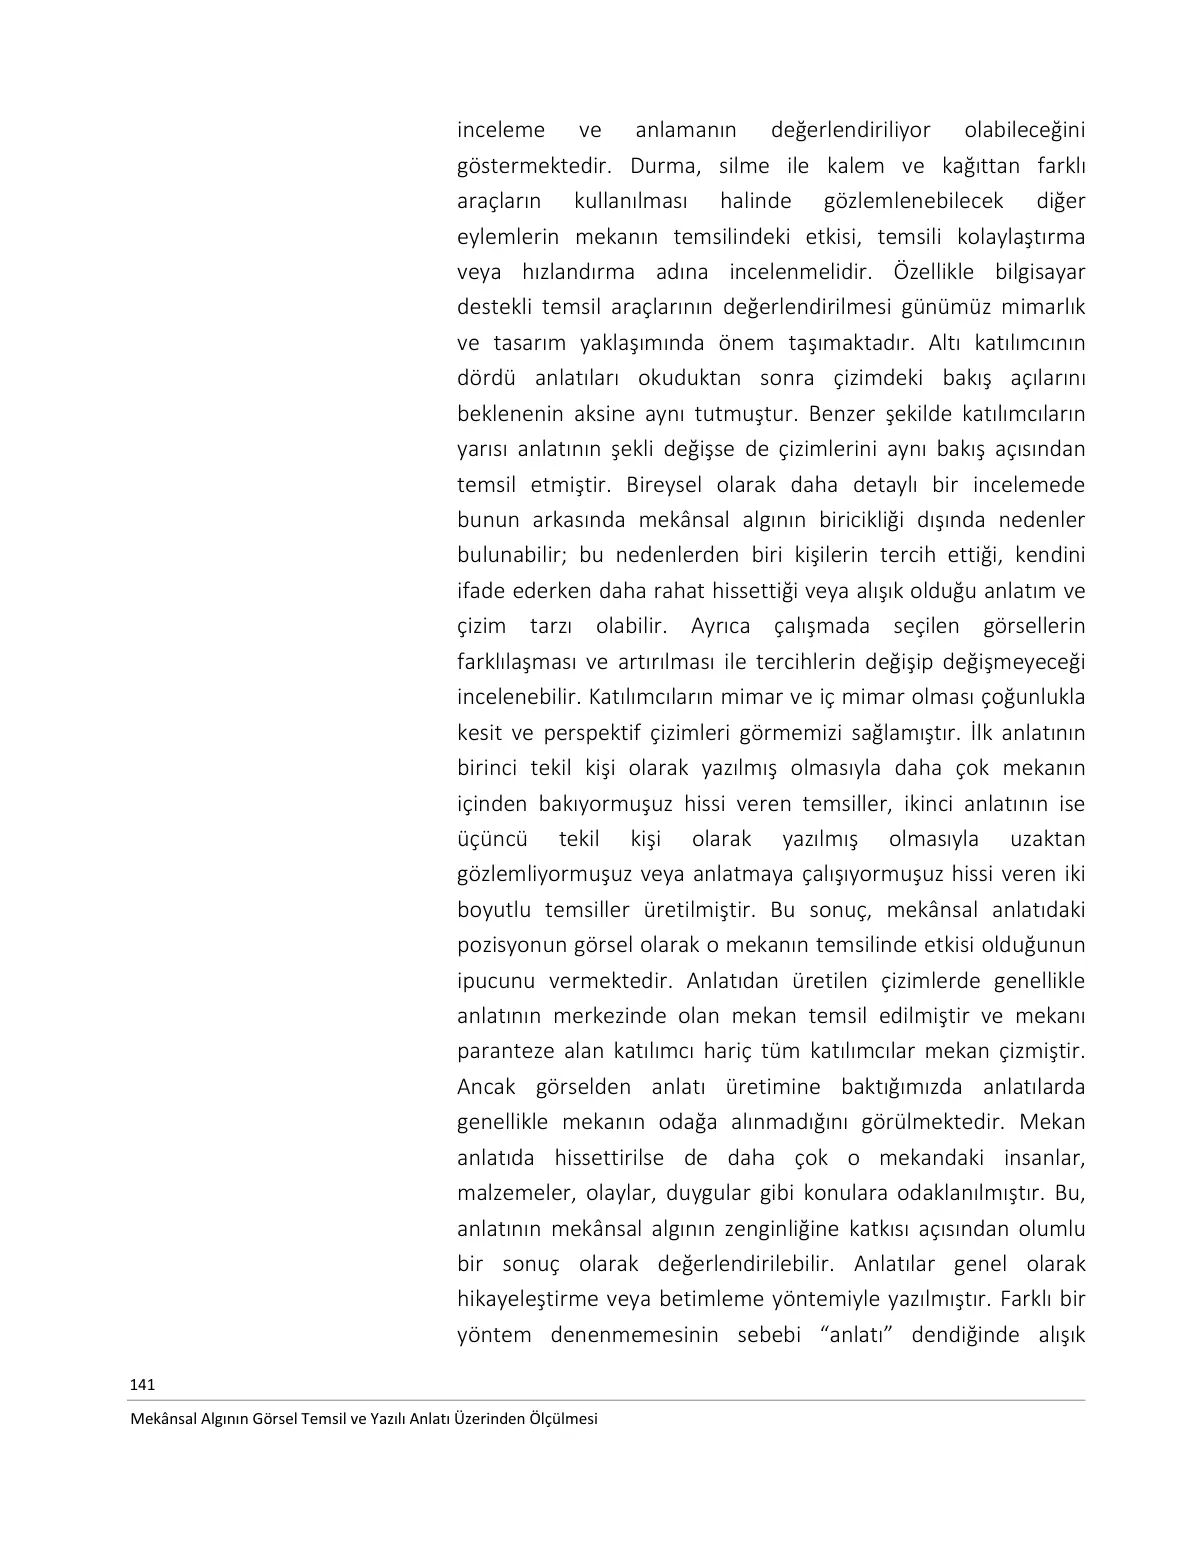 inceleme ve anlamanın değerlendiriliyor olabileceğini
göstermektedir. Durma, silme ile kalem ve kağıttan farklı
araçların kullanılması halinde gözlemlenebilecek diğer
eylemlerin mekanın temsilindeki etkisi, temsili kolaylaştırma
veya hızlandırma adına incelenmelidir. Özellikle bilgisayar
destekli temsil araçlarının değerlendirilmesi günümüz mimarlık
ve tasarım yaklaşımında önem taşımaktadır. Altı katılımcının
dördü anlatıları okuduktan sonra çizimdeki bakış açılarını
beklenenin aksine aynı tutmuştur. Benzer şekilde katılımcıların
yarısı anlatının şekli değişse de çizimlerini aynı bakış açısından
temsil etmiştir. Bireysel olarak daha detaylı bir incelemede
bunun arkasında mekânsal algının biricikliği dışında nedenler
bulunabilir; bu nedenlerden biri kişilerin tercih ettiği, kendini
ifade ederken daha rahat hissettiği veya alışık olduğu anlatım ve
çizim tarzı olabilir. Ayrıca çalışmada seçilen görsellerin
farklılaşması ve artırılması ile tercihlerin değişip değişmeyeceği
incelenebilir. Katılımcıların mimar ve iç mimar olması çoğunlukla
kesit ve perspektif çizimleri görmemizi sağlamıştır. İlk anlatının
birinci tekil kişi olarak yazılmış olmasıyla daha çok mekanın
içinden bakıyormuşuz hissi veren temsiller, ikinci anlatının ise
üçüncü tekil kişi olarak yazılmış olmasıyla uzaktan
gözlemliyormuşuz veya anlatmaya çalışıyormuşuz hissi veren iki
boyutlu temsiller üretilmiştir. Bu sonuç, mekânsal anlatıdaki
pozisyonun görsel olarak o mekanın temsilinde etkisi olduğunun
ipucunu vermektedir. Anlatıdan üretilen çizimlerde genellikle
anlatının merkezinde olan mekan temsil edilmiştir ve mekanı
paranteze alan katılımcı hariç tüm katılımcılar mekan çizmiştir.
Ancak görselden anlatı üretimine baktığımızda anlatılarda
genellikle mekanın odağa alınmadığını görülmektedir. Mekan
anlatıda hissettirilse de daha çok o mekandaki insanlar,
malzemeler, olaylar, duygular gibi konulara odaklanılmıştır. Bu,
anlatının mekânsal algının zenginliğine katkısı açısından olumlu
bir sonuç olarak değerlendirilebilir. Anlatılar genel olarak
hikayeleştirme veya betimleme yöntemiyle yazılmıştır. Farklı bir
yöntem denenmemesinin sebebi “anlatı” dendiğinde alışık
141
Mekânsal Algının Görsel Temsil ve Yazılı Anlatı Üzerinden Ölçülmesi